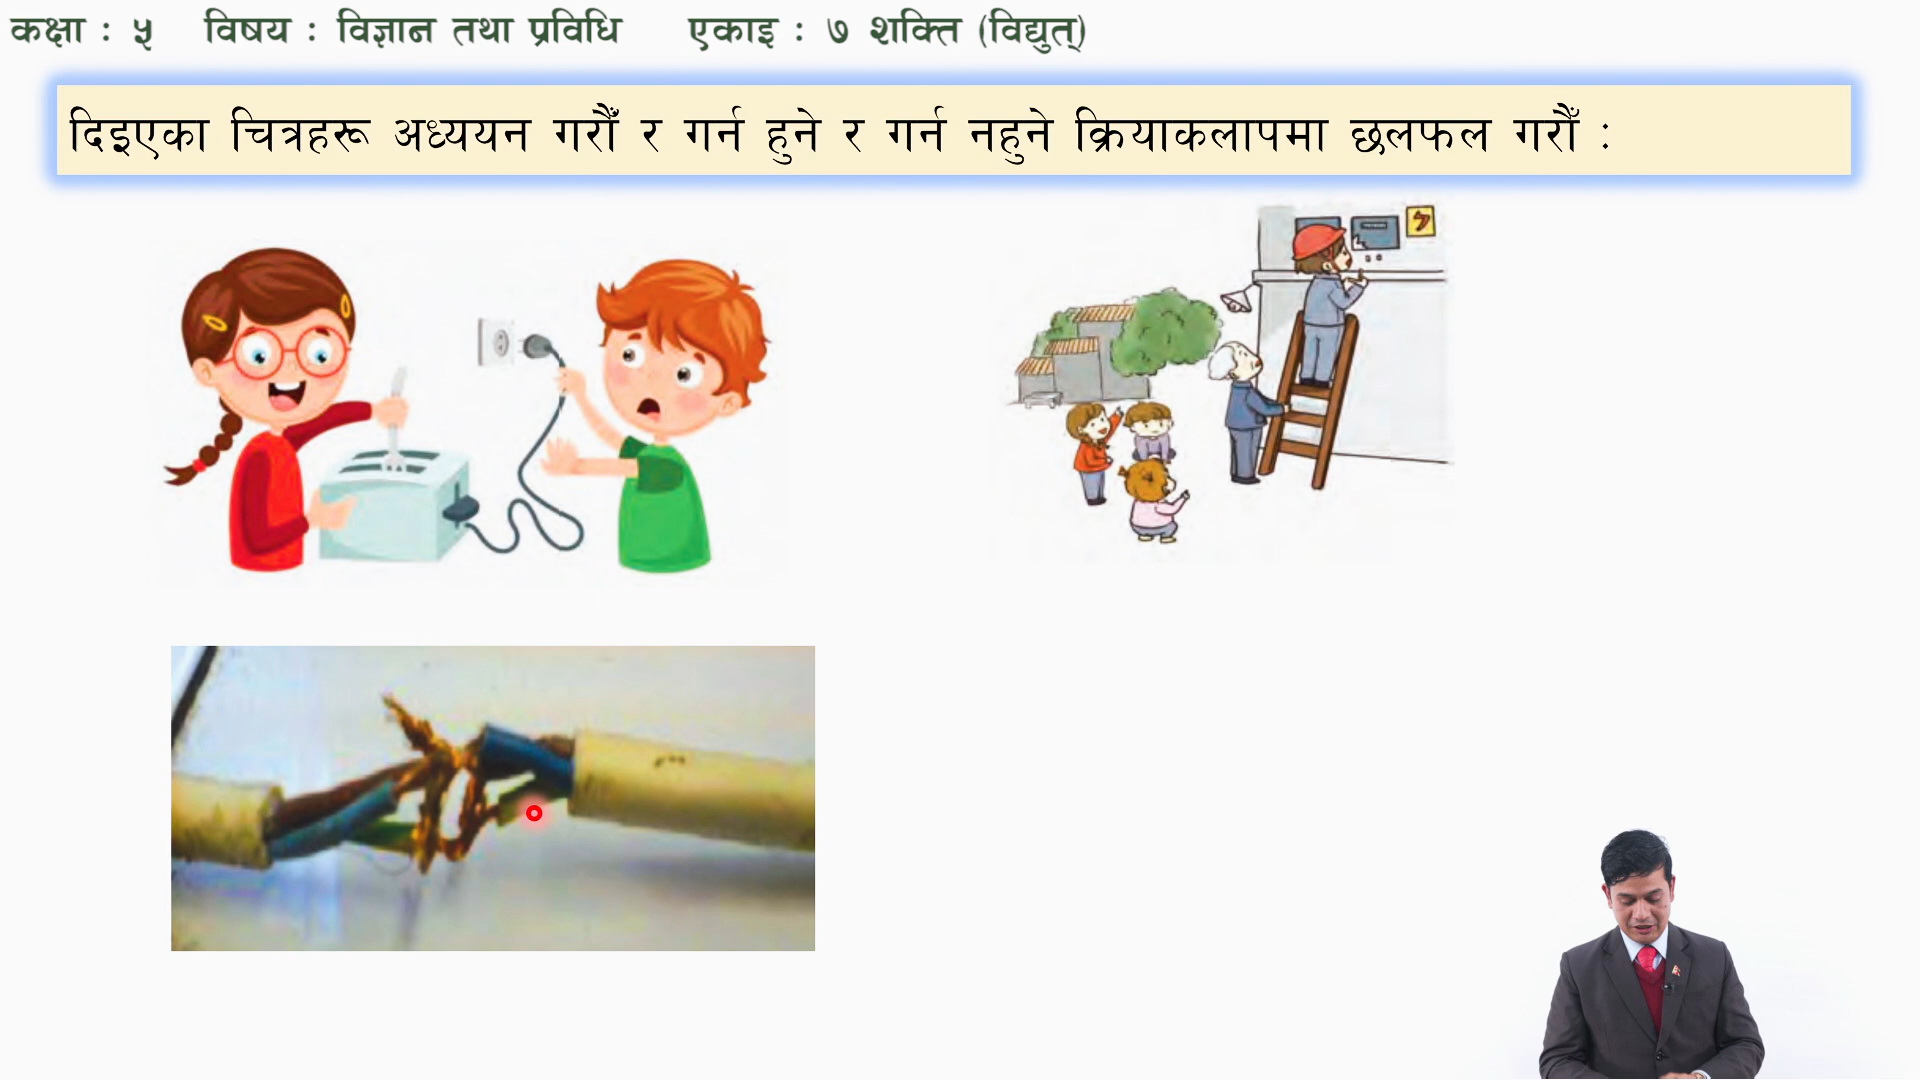 कक्षा : ५ विषय : विज्ञान तथा प्रविधि एकाइ : ७ शक्ति (विद्युत्)
दिइएका चित्रहरू अध्ययन गरौँ र गर्न हुने र गर्न नहुने क्रियाकलापमा छलफल गरौँ :